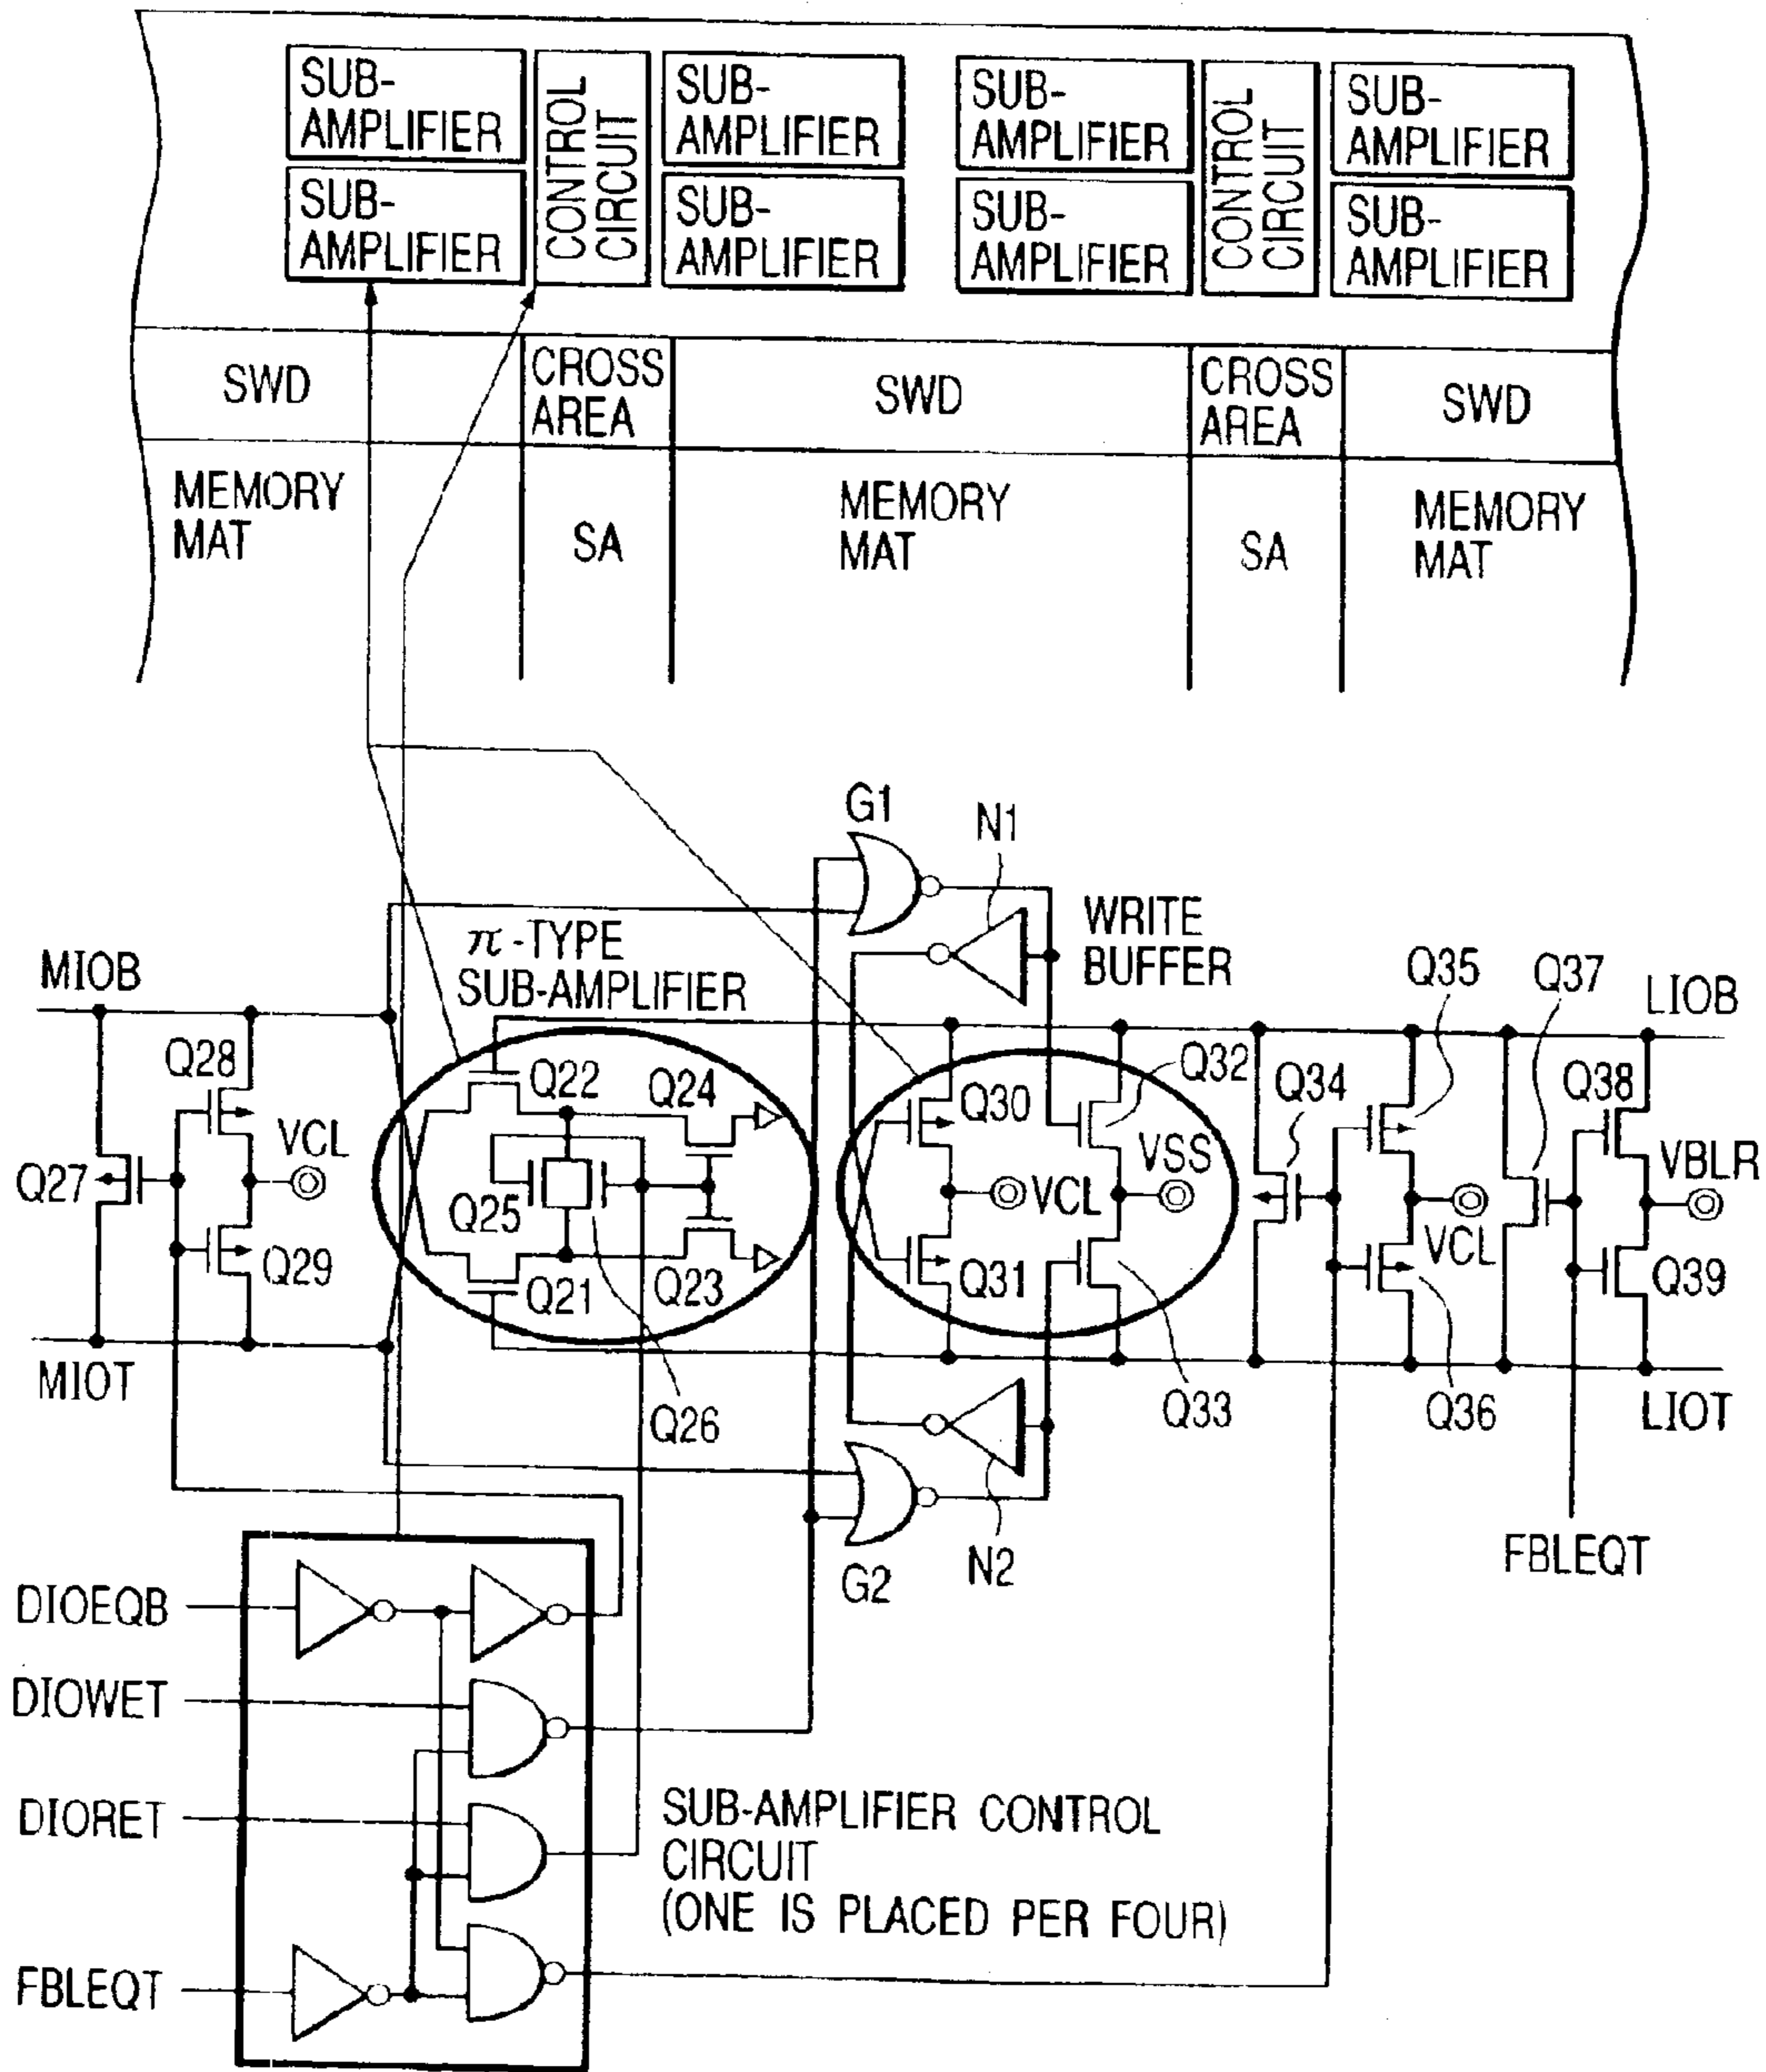 SUB-
AMPLIFIER
SUB-
AMPLIFIER
CONTROL
CIRCUIT
SUB-
AMPLIFIER
SUB-
AMPLIFIER
SUB-
AMPLIFIER
SUB-
AMPLIFIER
CONTROL
CIRCUIT
SUB-
AMPLIFIER
SUB-
AMPLIFIER
SWD
CROSS
AREA
SWD
CROSS
AREA
SWD
MEMORY
MAT
SA
MEMORY
MAT
SA
MEMORY
MAT
G1
N1
WRITE
BUFFER
π-TYPE
SUB-AMPLIFIER
MIOB
Q35
Q37
LIOB
Q28
Q22
Q24
Q32
Q34
Q38
Q30
VCL
VSS
VBLR
Q27
Q25
VCL
VCL
Q29
Q21
Q23
Q31
Q39
MIOT
Q26
Q33
Q36
LIOT
G2
N2
FBLEQT
DIOEQB
DIOWET
DIORET
FBLEQT
SUB-AMPLIFIER CONTROL
CIRCUIT
(ONE IS PLACED PER FOUR)